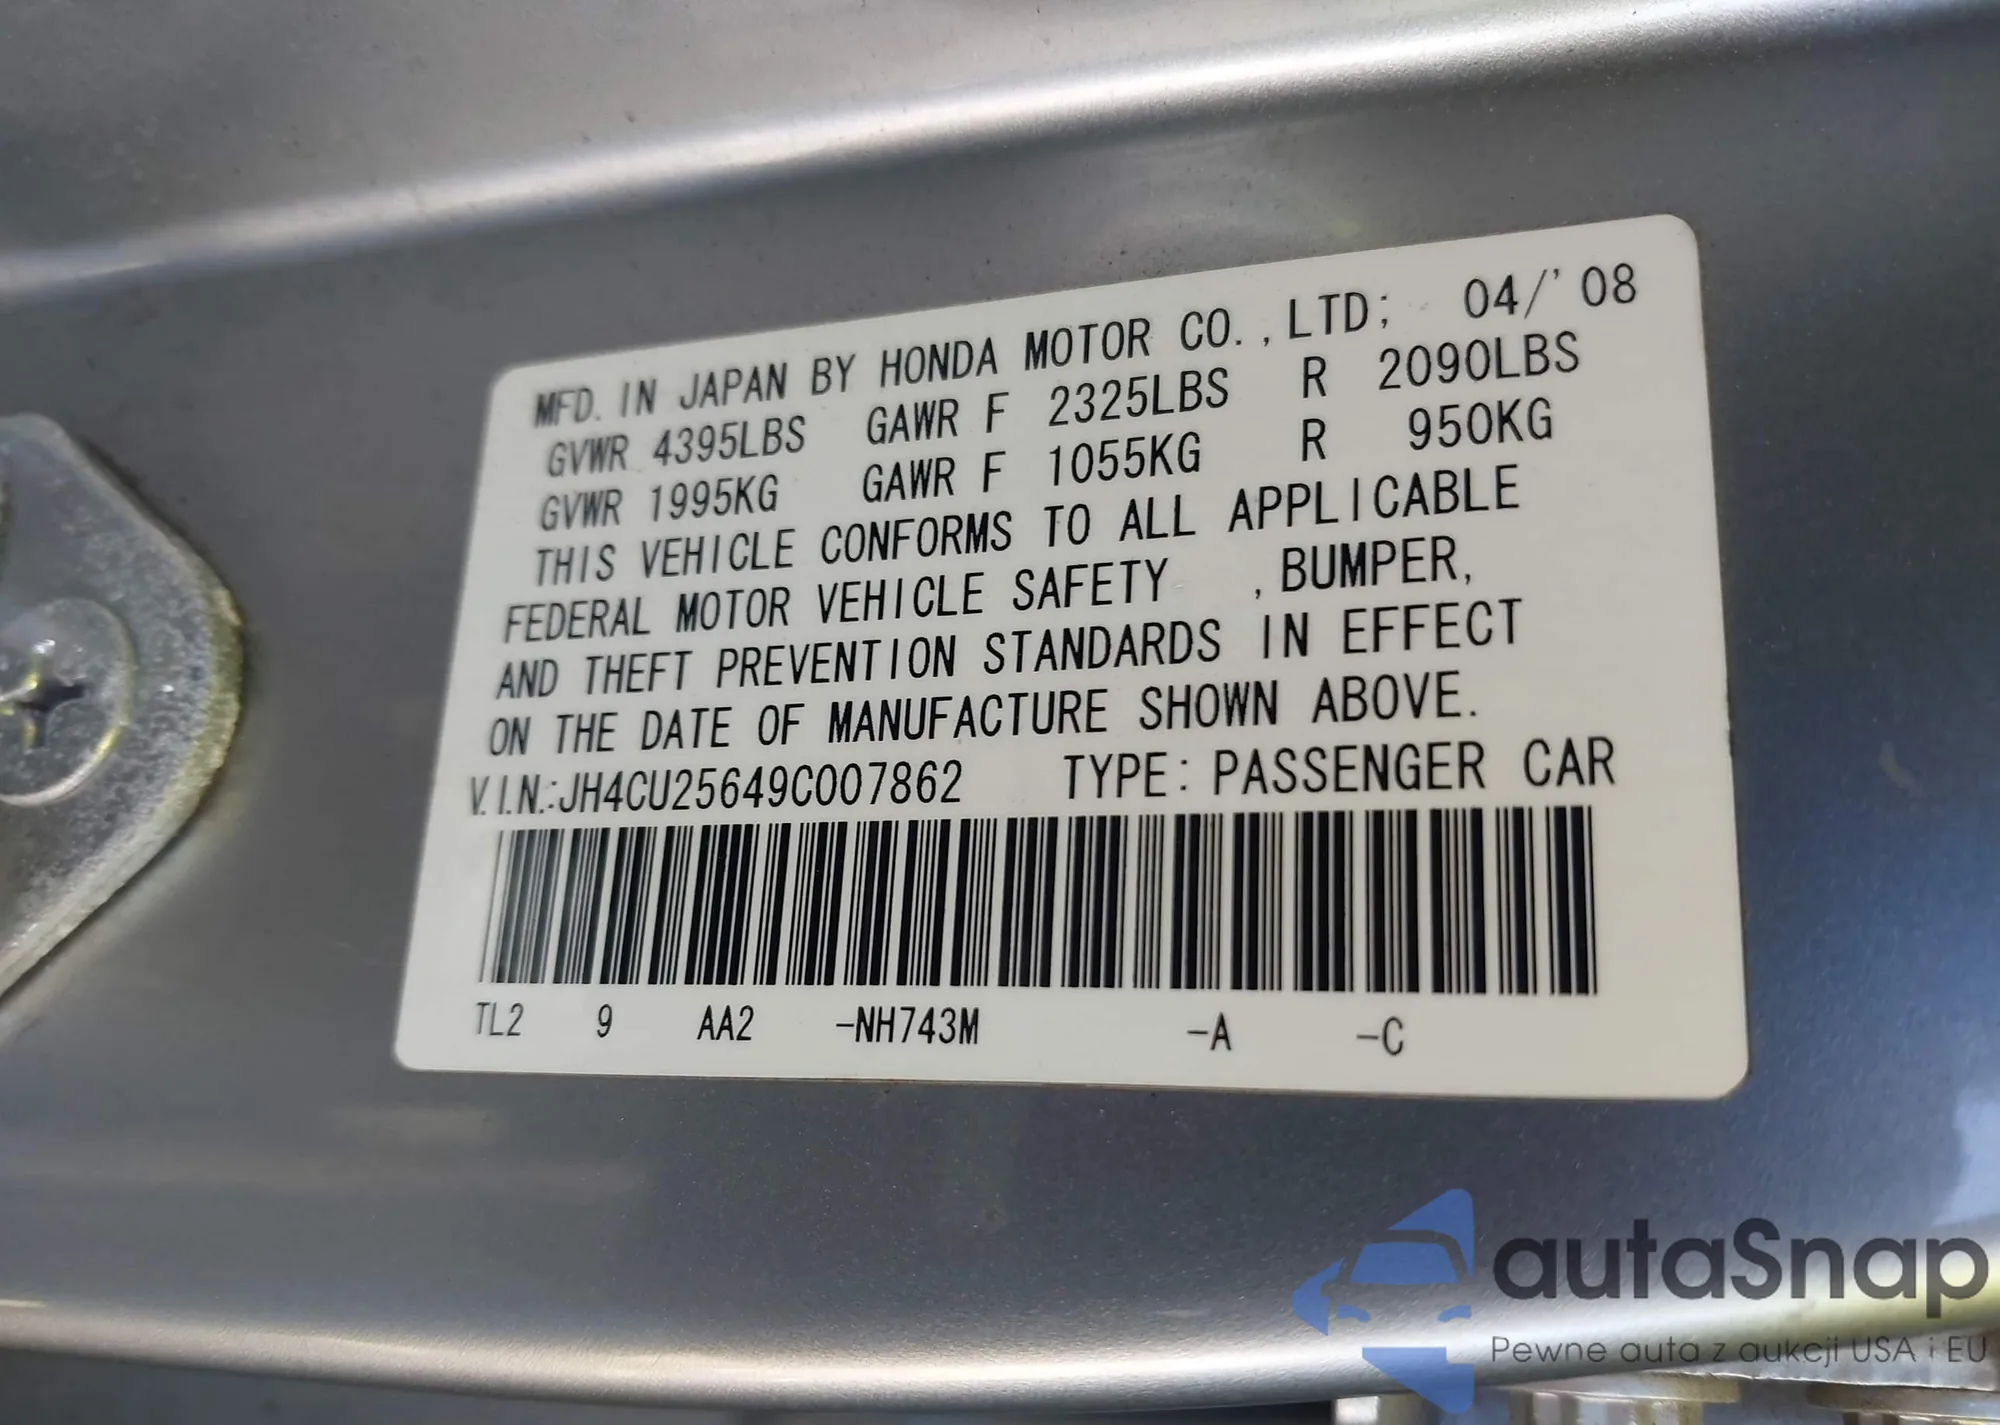 MFD. IN JAPAN BY HONDA MOTOR CO.,LTD; 04/'08
GVWR 4395LBS GAWR F 2325LBS R 2090LBS
GVWR 1995KG GAWR F 1055KG R 950KG
THIS VEHICLE CONFORMS TO ALL APPLICABLE
FEDERAL MOTOR VEHICLE SAFETY ,BUMPER,
AND THEFT PREVENTION STANDARDS IN EFFECT
ON THE DATE OF MANUFACTURE SHOWN ABOVE.
V.I.N.:JH4CU25649C007862 TYPE: PASSENGER CAR
TL2 9 AA2 -NH743M -A -C
autaSnap
Pewne auta z aukcji USA i EU